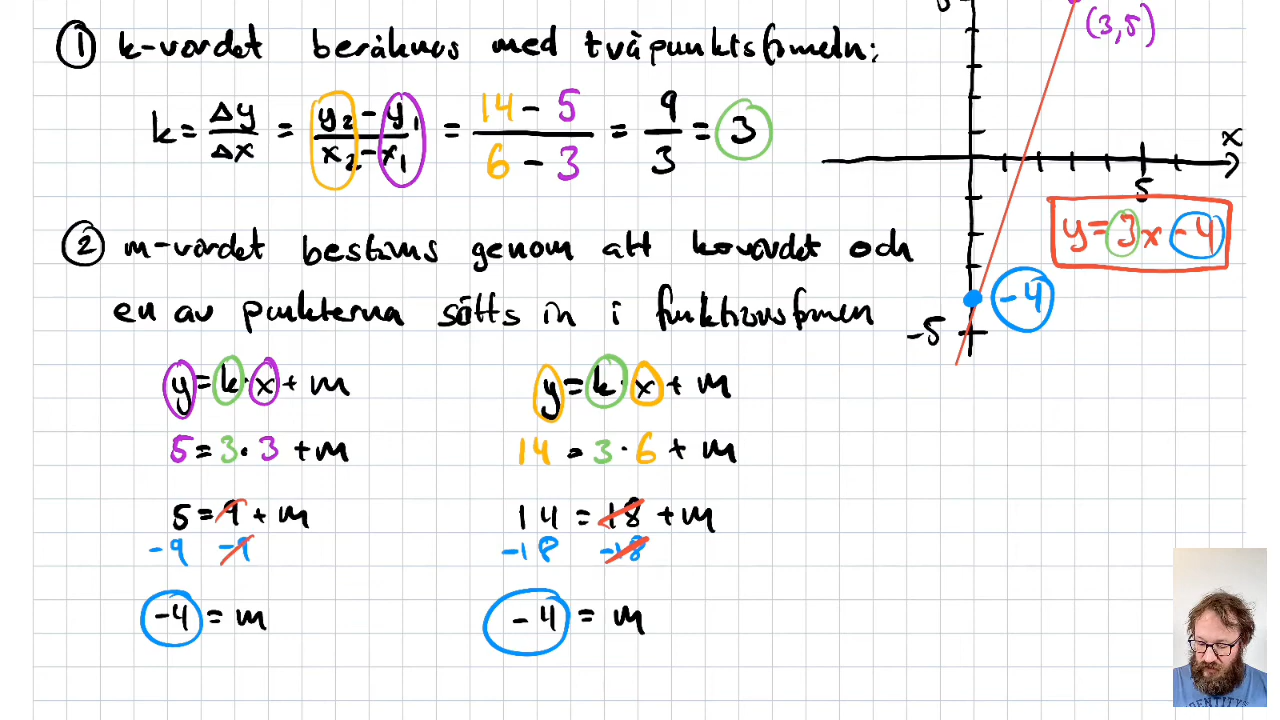 ① k-värdet beräknas med tvåpunktsformeln:
k = Δy/Δx = (y₂ - y₁)/(x₂ - x₁) = (14 - 5)/(6 - 3) = 9/3 = 3
② m-värdet bestäms genom att k-värdet och
en av punkterna sätts in i funktionsformen
y = k · x + m
5 = 3 · 3 + m
5 = 9 + m
-9 -9
-4 = m
y = k · x + m
14 = 3 · 6 + m
14 = 18 + m
-18 -18
-4 = m
(3,5)
x
5
y = 3x - 4
-4
-5